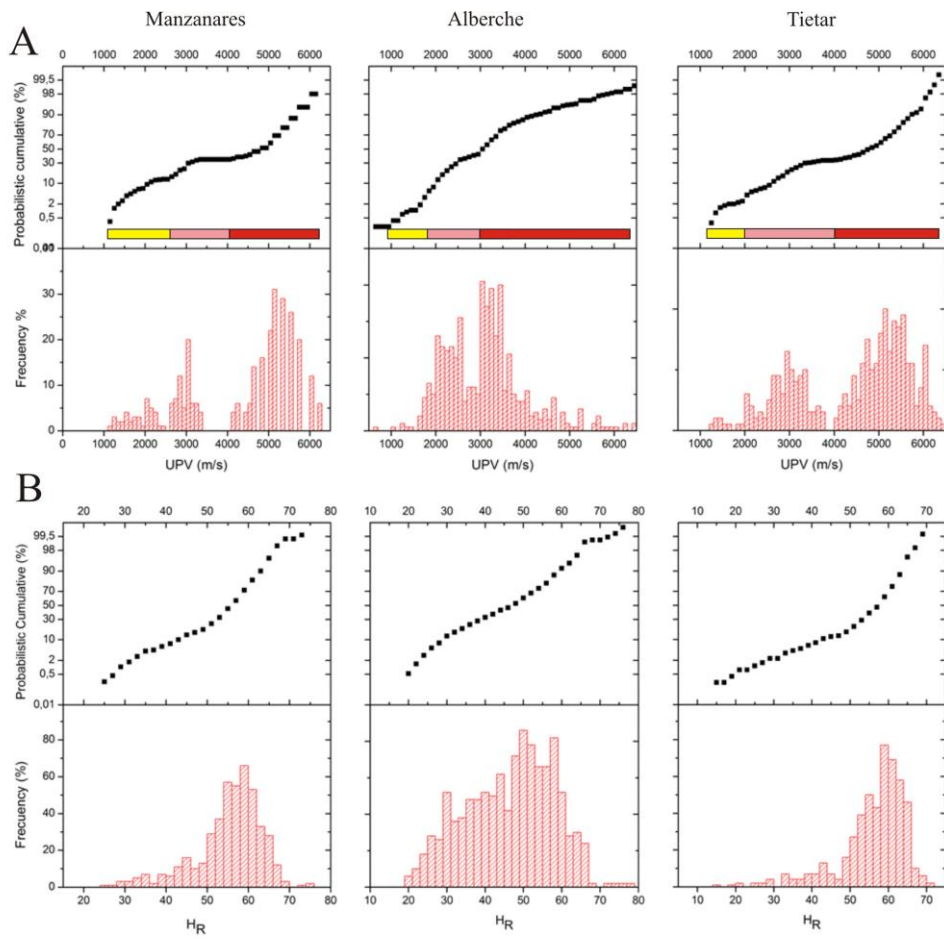 Manzanares Alberche Tietar
A
0 1000 2000 3000 4000 5000 6000
1000 2000 3000 4000 5000 6000
1000 2000 3000 4000 5000 6000
Probabilistic cumulative (%)
99,5
98
90
70
50
30
10
2
0,5
Frecuency %
30
20
10
0
0 1000 2000 3000 4000 5000 6000
1000 2000 3000 4000 5000 6000
1000 2000 3000 4000 5000 6000
UPV (m/s) UPV (m/s) UPV (m/s)
B
20 30 40 50 60 70 80
10 20 30 40 50 60 70 80
10 20 30 40 50 60 70
Probabilistic Cumulative (%)
99,5
98
90
70
50
30
10
2
0,5
0,01
Frecuency (%)
80
60
40
20
0
20 30 40 50 60 70 80
10 20 30 40 50 60 70 80
10 20 30 40 50 60 70
HR HR HR